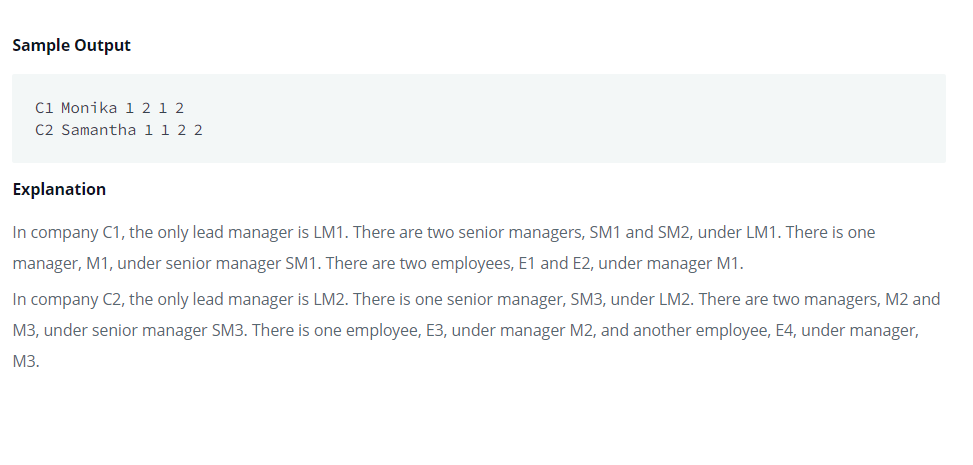 Sample Output
C1 Monika 1 2 1 2
C2 Samantha 1 1 2 2
Explanation
In company C1, the only lead manager is LM1. There are two senior managers, SM1 and SM2, under LM1. There is one
manager, M1, under senior manager SM1. There are two employees, E1 and E2, under manager M1.
In company C2, the only lead manager is LM2. There is one senior manager, SM3, under LM2. There are two managers, M2 and
M3, under senior manager SM3. There is one employee, E3, under manager M2, and another employee, E4, under manager,
M3.